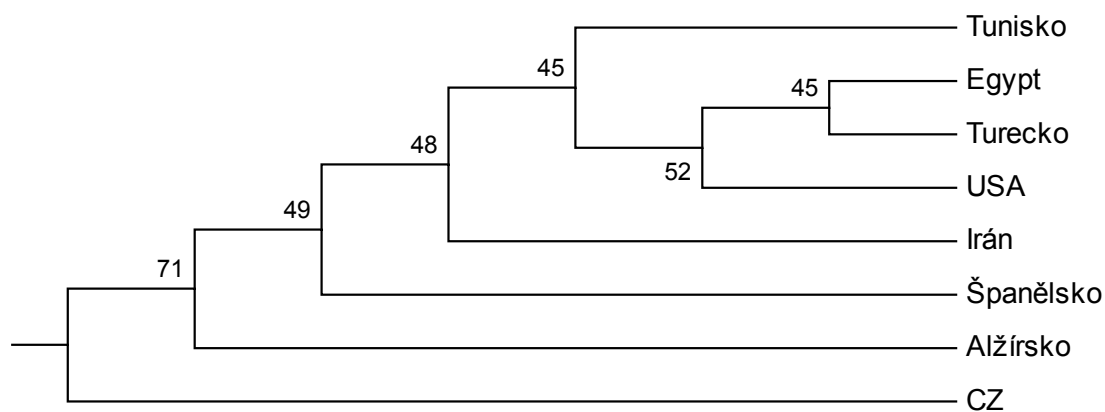 Tunisko
45
Egypt
45
Turecko
48
52
USA
49
Irán
71
Španělsko
Alžírsko
CZ